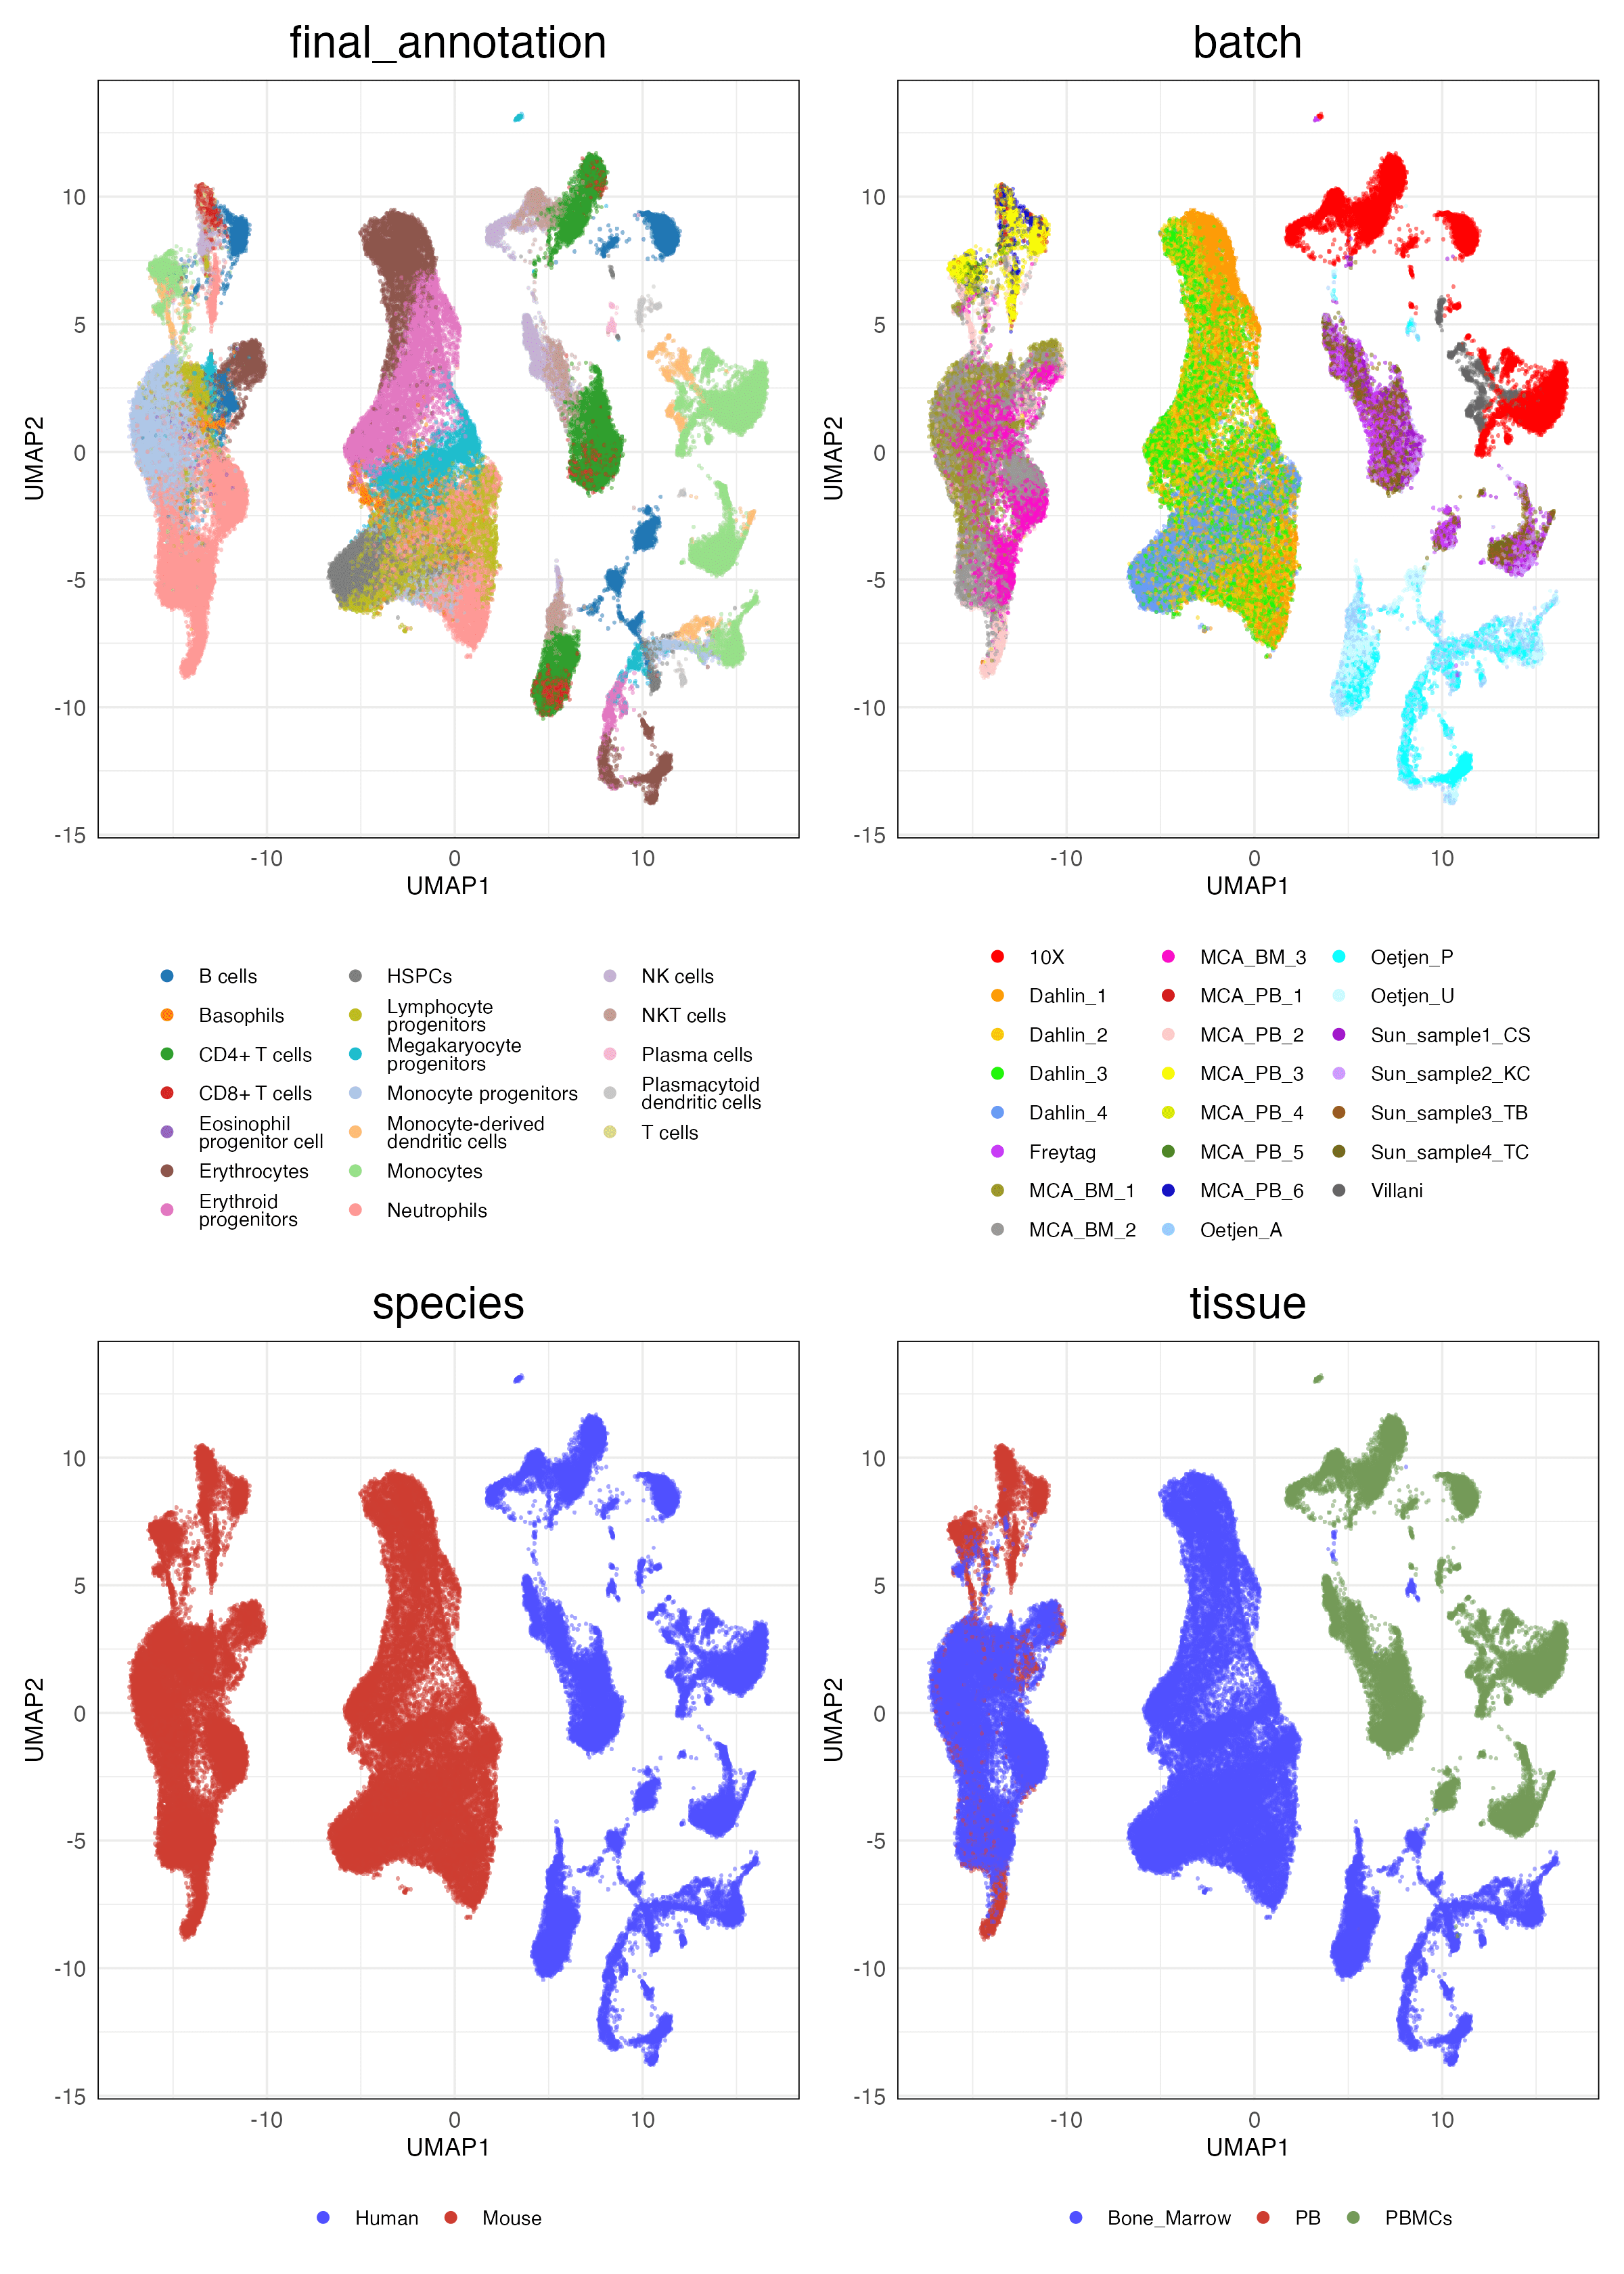 final_annotation
batch
10
5
0
-5
-10
-15
UMAP2
-10
0
10
UMAP1
10
5
0
-5
-10
-15
UMAP2
-10
0
10
UMAP1
B cells
Basophils
CD4+ T cells
CD8+ T cells
Eosinophil
progenitor cell
Erythrocytes
Erythroid
progenitors
HSPCs
Lymphocyte
progenitors
Megakaryocyte
progenitors
Monocyte progenitors
Monocyte-derived
dendritic cells
Monocytes
Neutrophils
NK cells
NKT cells
Plasma cells
Plasmacytoid
dendritic cells
T cells
10X
Dahlin_1
Dahlin_2
Dahlin_3
Dahlin_4
Freytag
MCA_BM_1
MCA_BM_2
MCA_BM_3
MCA_PB_1
MCA_PB_2
MCA_PB_3
MCA_PB_4
MCA_PB_5
MCA_PB_6
Oetjen_A
Oetjen_P
Oetjen_U
Sun_sample1_CS
Sun_sample2_KC
Sun_sample3_TB
Sun_sample4_TC
Villani
species
tissue
10
5
0
-5
-10
-15
UMAP2
-10
0
10
UMAP1
10
5
0
-5
-10
-15
UMAP2
-10
0
10
UMAP1
Human
Mouse
Bone_Marrow
PB
PBMCs